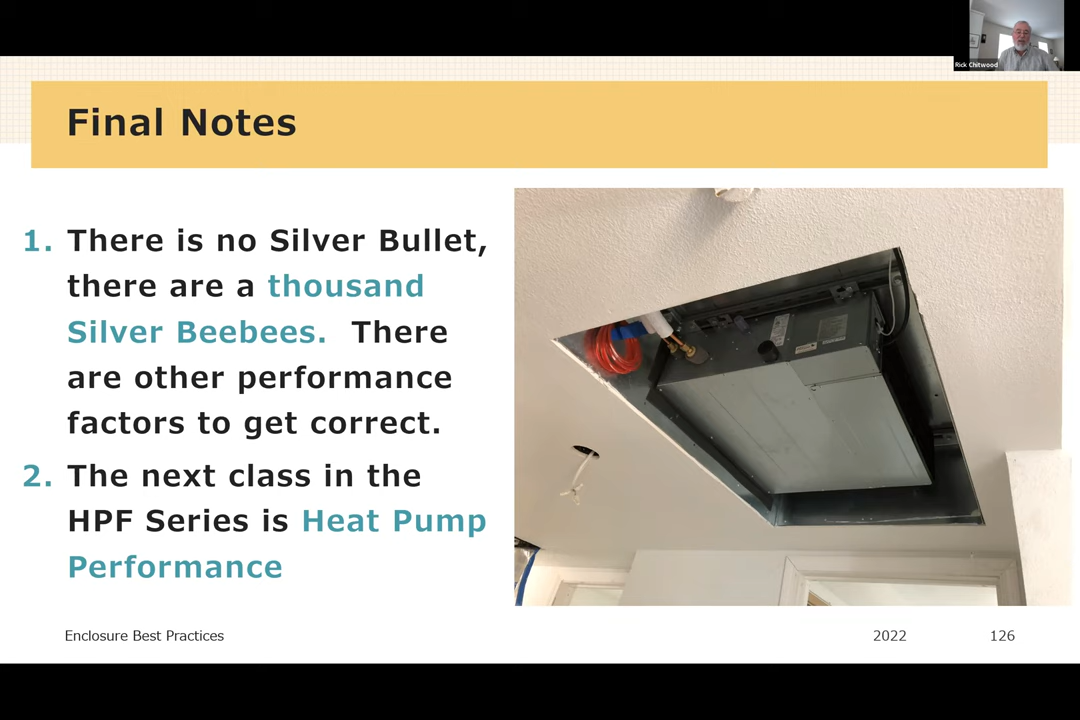 Rick Chitwood
Final Notes
1. There is no Silver Bullet,
there are a thousand
Silver Beebees. There
are other performance
factors to get correct.
2. The next class in the
HPF Series is Heat Pump
Performance
Enclosure Best Practices
2022
126